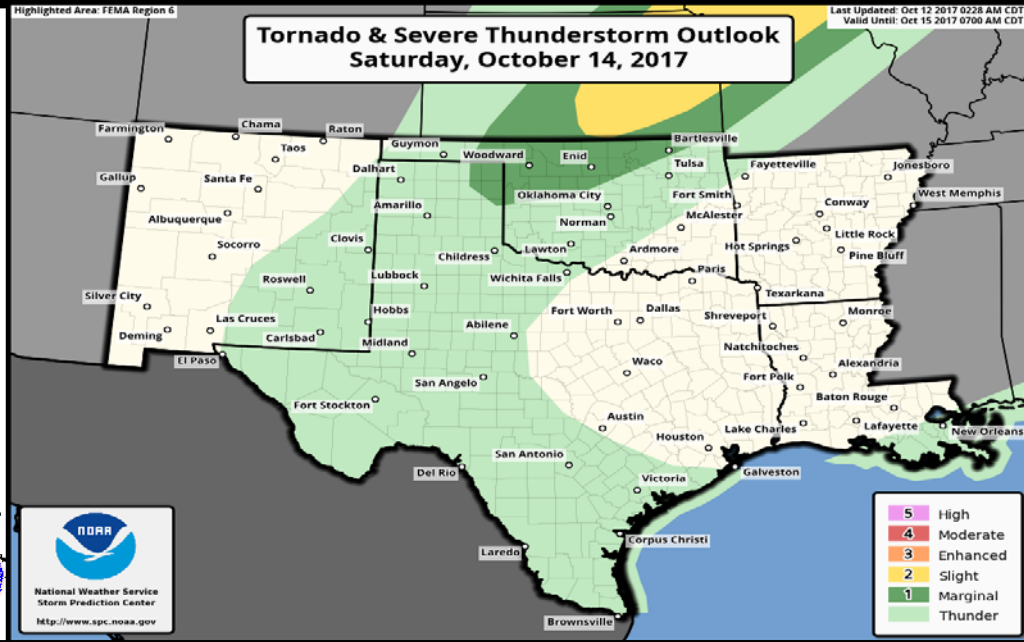 Highlighted Area: FEMA Region 6
Last Updated: Oct 12 2017 0228 AM CDT
Valid Until: Oct 15 2017 0700 AM CDT
Tornado & Severe Thunderstorm Outlook
Saturday, October 14, 2017
Farmington
Chama
Raton
Taos
Guymon
Woodward
Enid
Bartlesville
Tulsa
Fayetteville
Jonesboro
Gallup
Santa Fe
Dalhart
Oklahoma City
Fort Smith
West Memphis
Albuquerque
Amarillo
Norman
McAlester
Conway
Socorro
Clovis
Childress
Lawton
Ardmore
Hot Springs
Little Rock
Pine Bluff
Roswell
Lubbock
Wichita Falls
Paris
Texarkana
Silver City
Las Cruces
Hobbs
Fort Worth
Dallas
Shreveport
Monroe
Deming
Carlsbad
Midland
Abilene
Natchitoches
El Paso
San Angelo
Waco
Fort Polk
Alexandria
Fort Stockton
Austin
Baton Rouge
Houston
Lake Charles
Lafayette
New Orleans
Del Rio
San Antonio
Victoria
Galveston
Laredo
Corpus Christi
Brownsville
NOAA
National Weather Service
Storm Prediction Center
http://www.spc.noaa.gov
5 High
4 Moderate
3 Enhanced
2 Slight
1 Marginal
Thunder